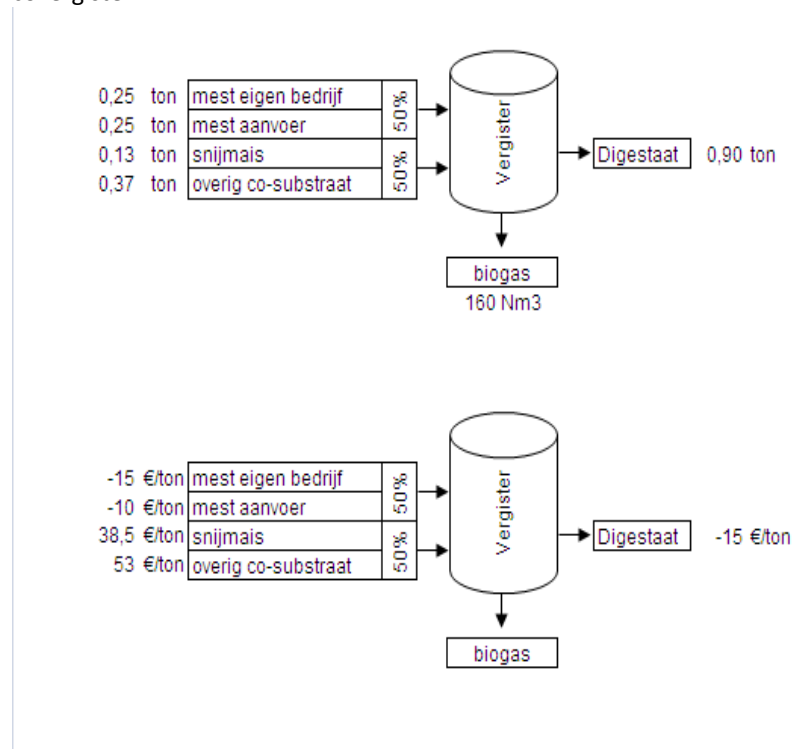 0,25 ton mest eigen bedrijf
0,25 ton mest aanvoer
50%
0,13 ton snijmais
0,37 ton overig co-substraat
50%
Vergister
Digestaat 0,90 ton
biogas
160 Nm3
-15 €/ton mest eigen bedrijf
-10 €/ton mest aanvoer
50%
38,5 €/ton snijmais
53 €/ton overig co-substraat
50%
Vergister
Digestaat -15 €/ton
biogas